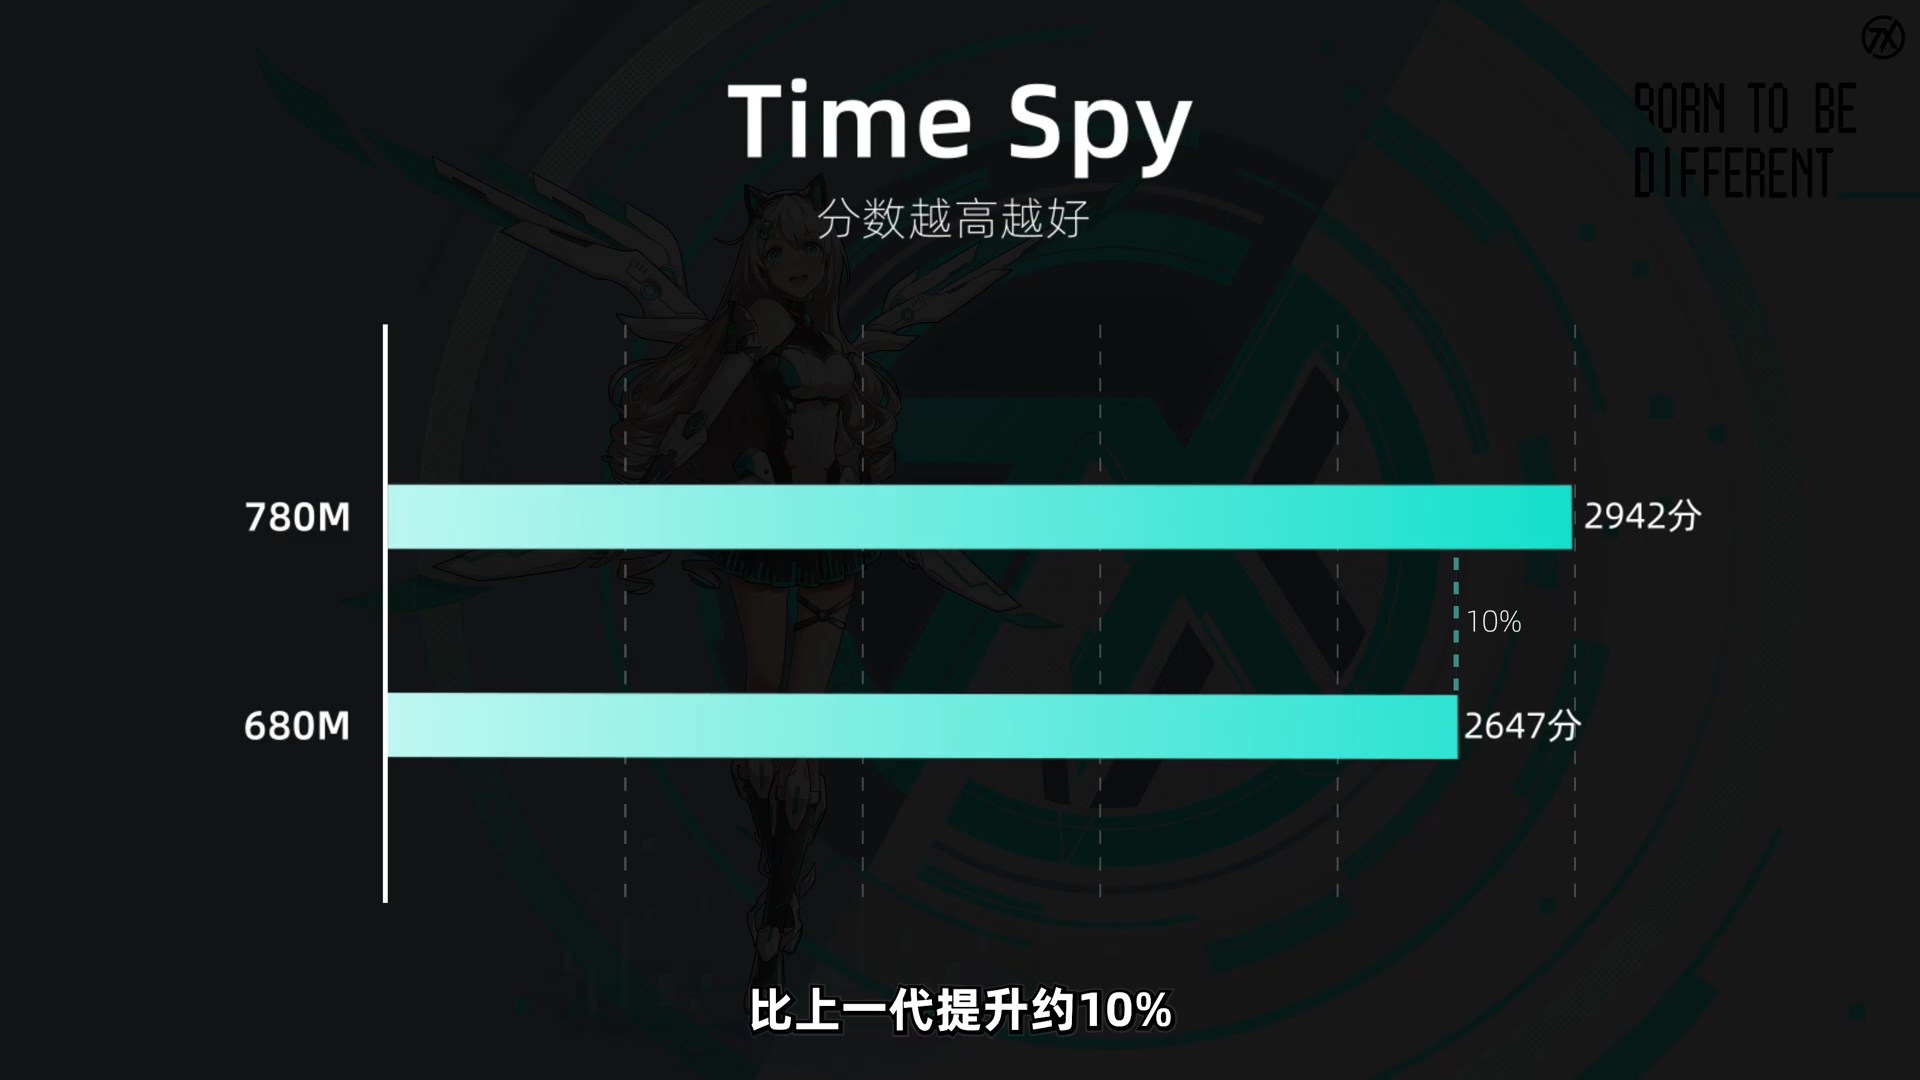 Time Spy
分数越高越好
BORN TO BE
DIFFERENT
780M
2942分
10%
680M
2647分
比上一代提升约10%
7X